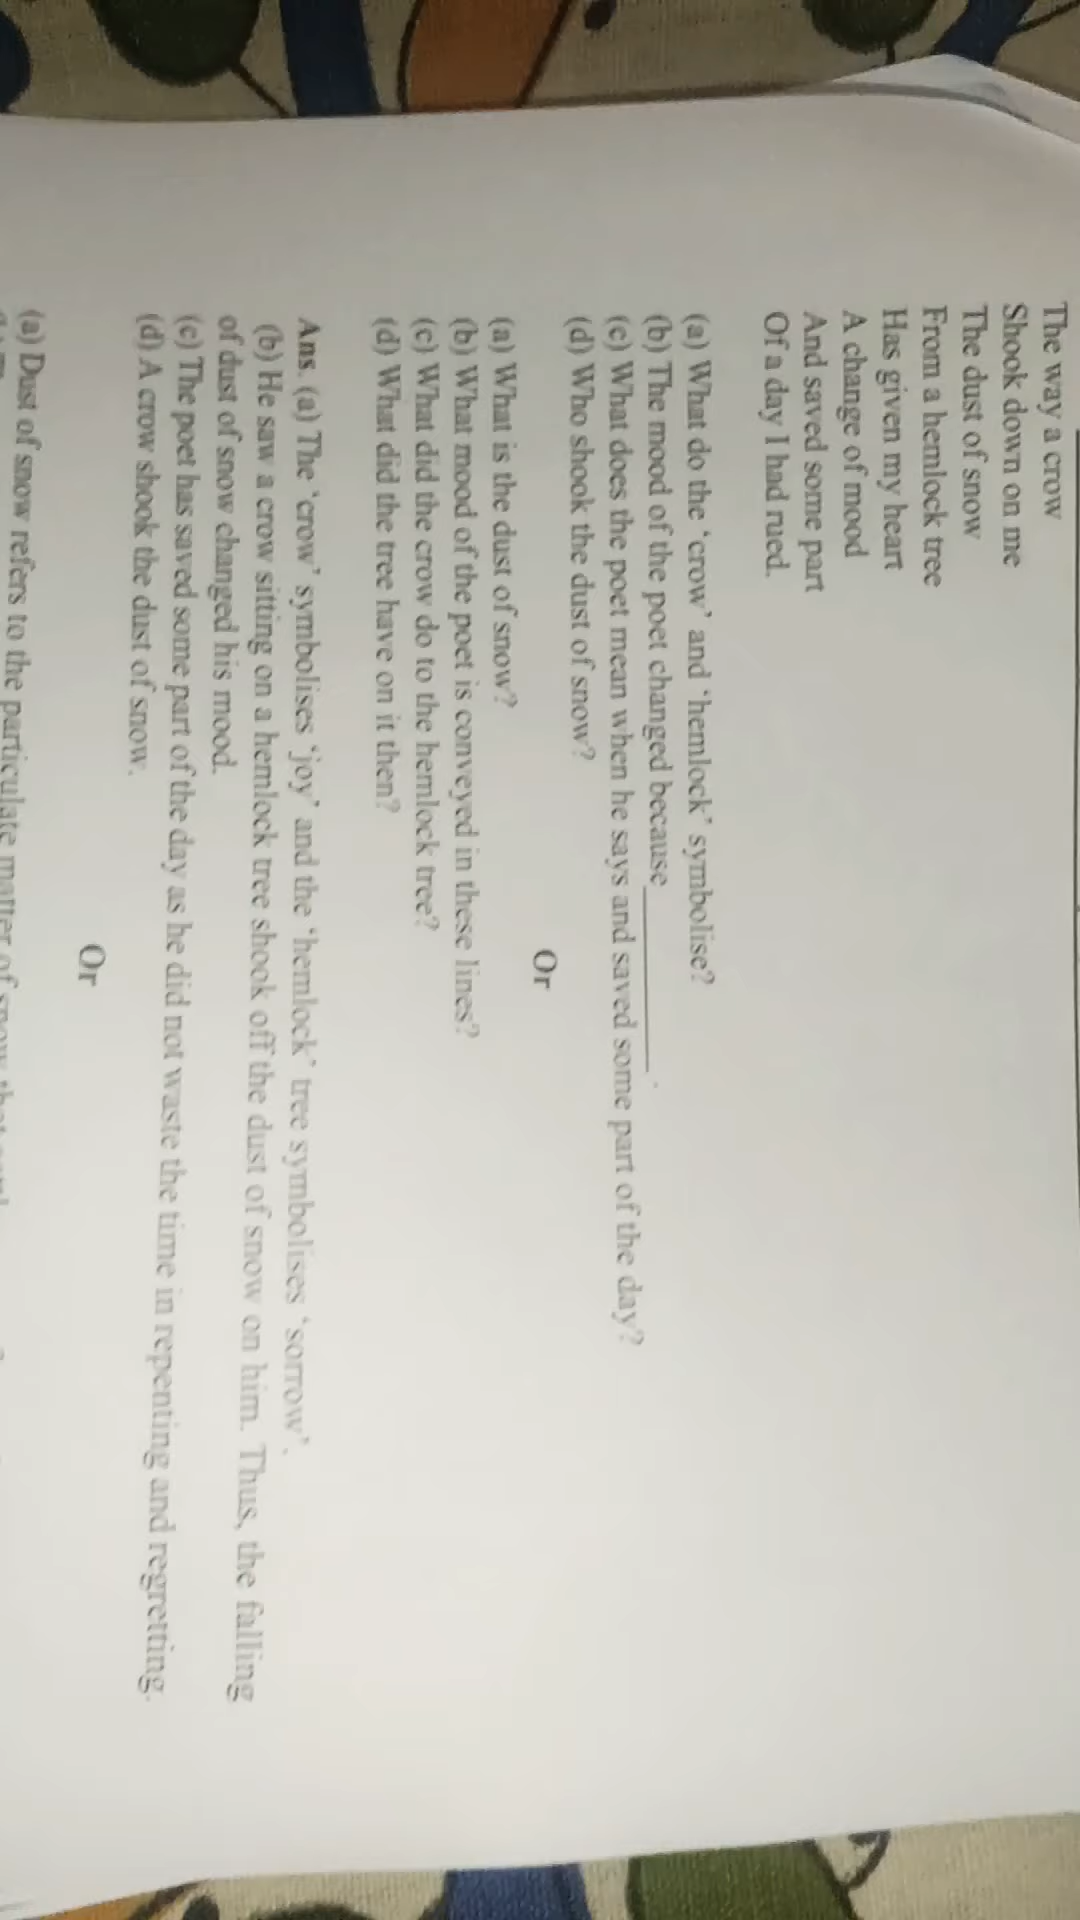 The way a crow
Shook down on me
The dust of snow
From a hemlock tree
Has given my heart
A change of mood
And saved some part
Of a day I had rued.
(a) What do the ‘crow’ and ‘hemlock’ symbolise?
(b) The mood of the poet changed because ________.
(c) What does the poet mean when he says and saved some part of the day?
(d) Who shook the dust of snow?
Or
(a) What is the dust of snow?
(b) What mood of the poet is conveyed in these lines?
(c) What did the crow do to the hemlock tree?
(d) What did the tree have on it then?
Ans. (a) The ‘crow’ symbolises ‘joy’ and the ‘hemlock’ tree symbolises ‘sorrow’.
(b) He saw a crow sitting on a hemlock tree shook off the dust of snow on him. Thus, the falling
of dust of snow changed his mood.
(c) The poet has saved some part of the day as he did not waste the time in repenting and regretting.
(d) A crow shook the dust of snow.
Or
(a) Dust of snow refers to the particulate matter of snow that